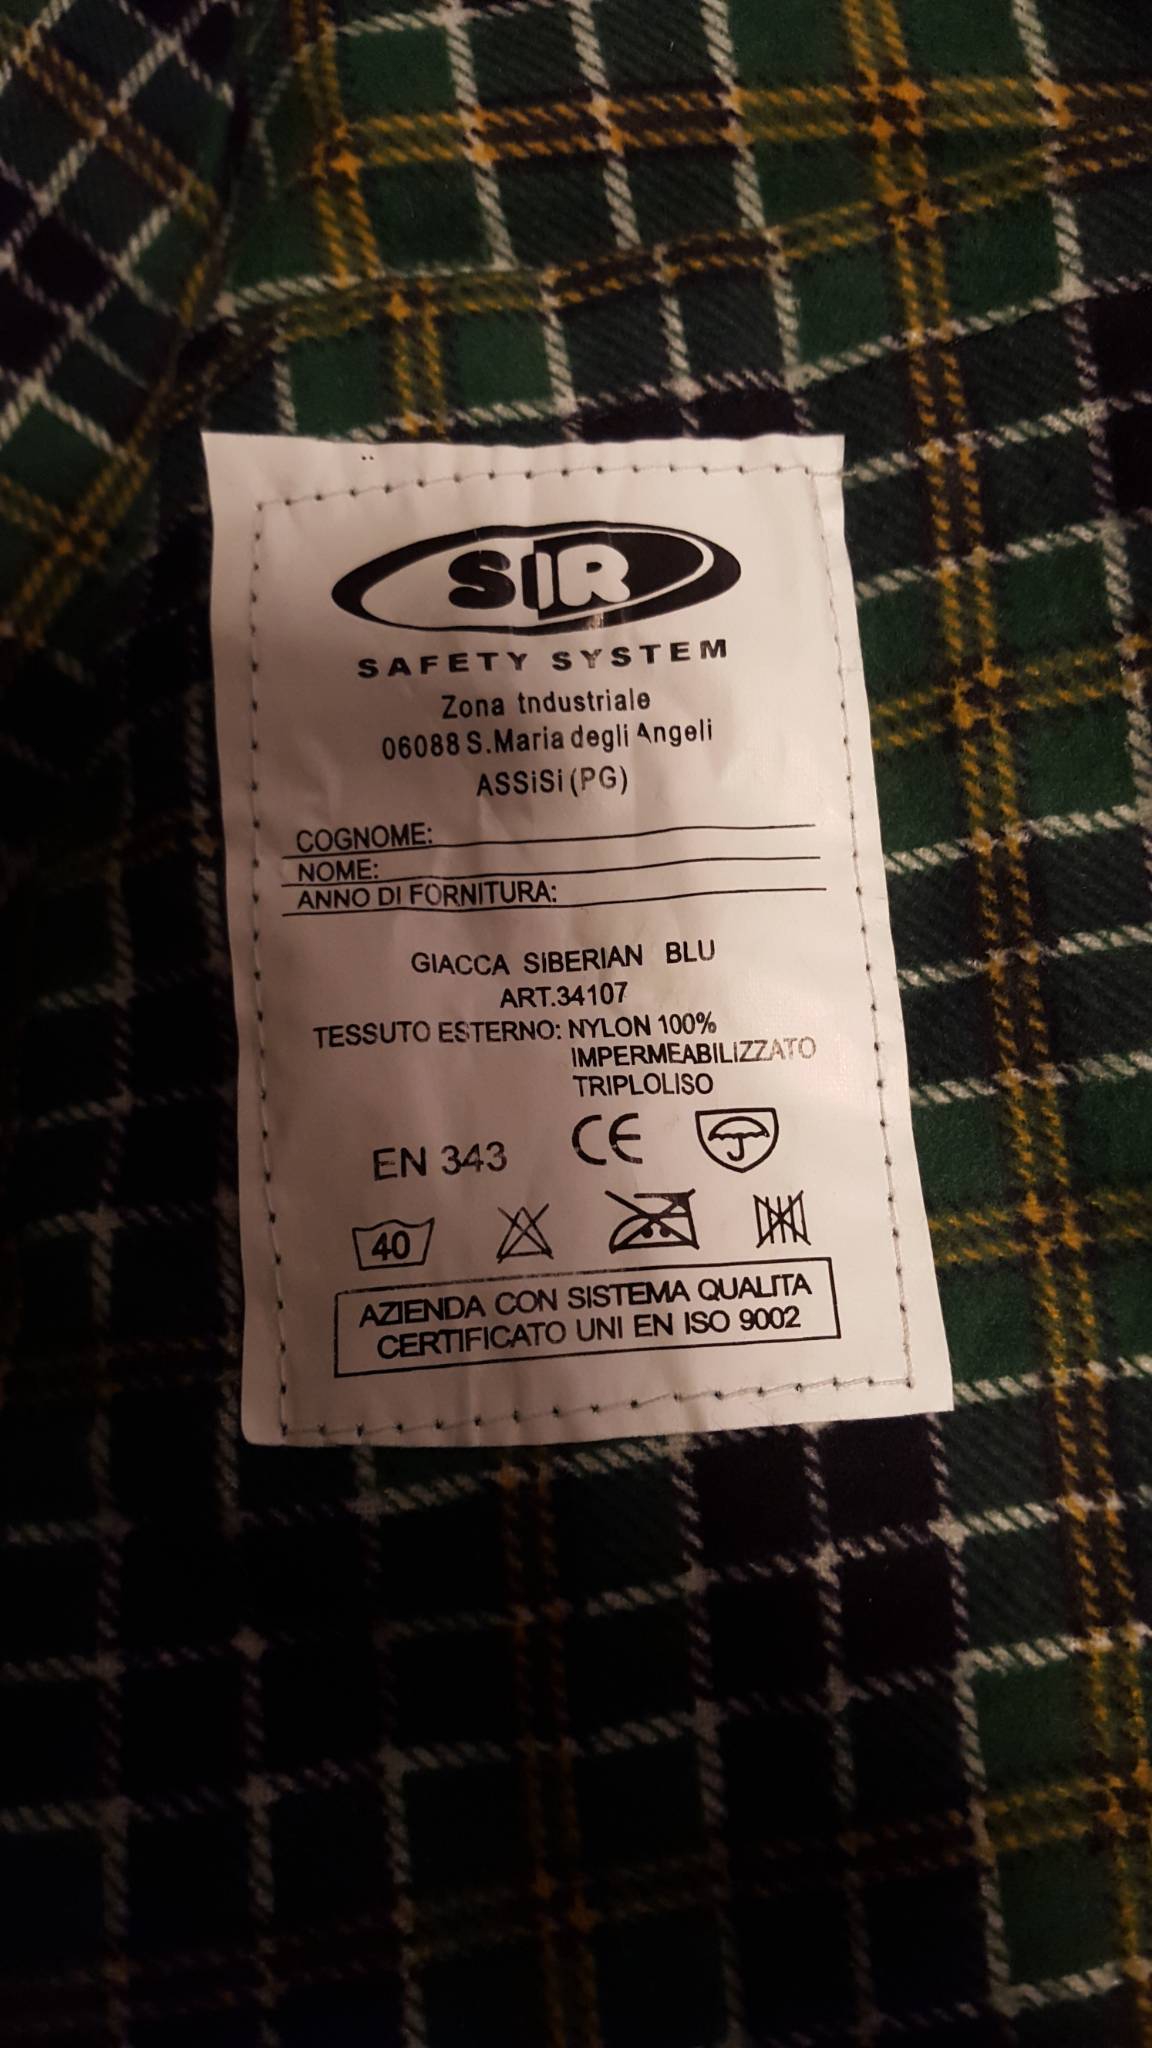 SIR
SAFETY SYSTEM
Zona tndustriale
06088 S.Maria degli Angeli
ASSiSi (PG)
COGNOME:
NOME:
ANNO DI FORNITURA:
GIACCA SIBERIAN BLU
ART.34107
TESSUTO ESTERNO: NYLON 100%
IMPERMEABILIZZATO
TRIPLOLISO
EN 343 CE
40
AZIENDA CON SISTEMA QUALITA
CERTIFICATO UNI EN ISO 9002